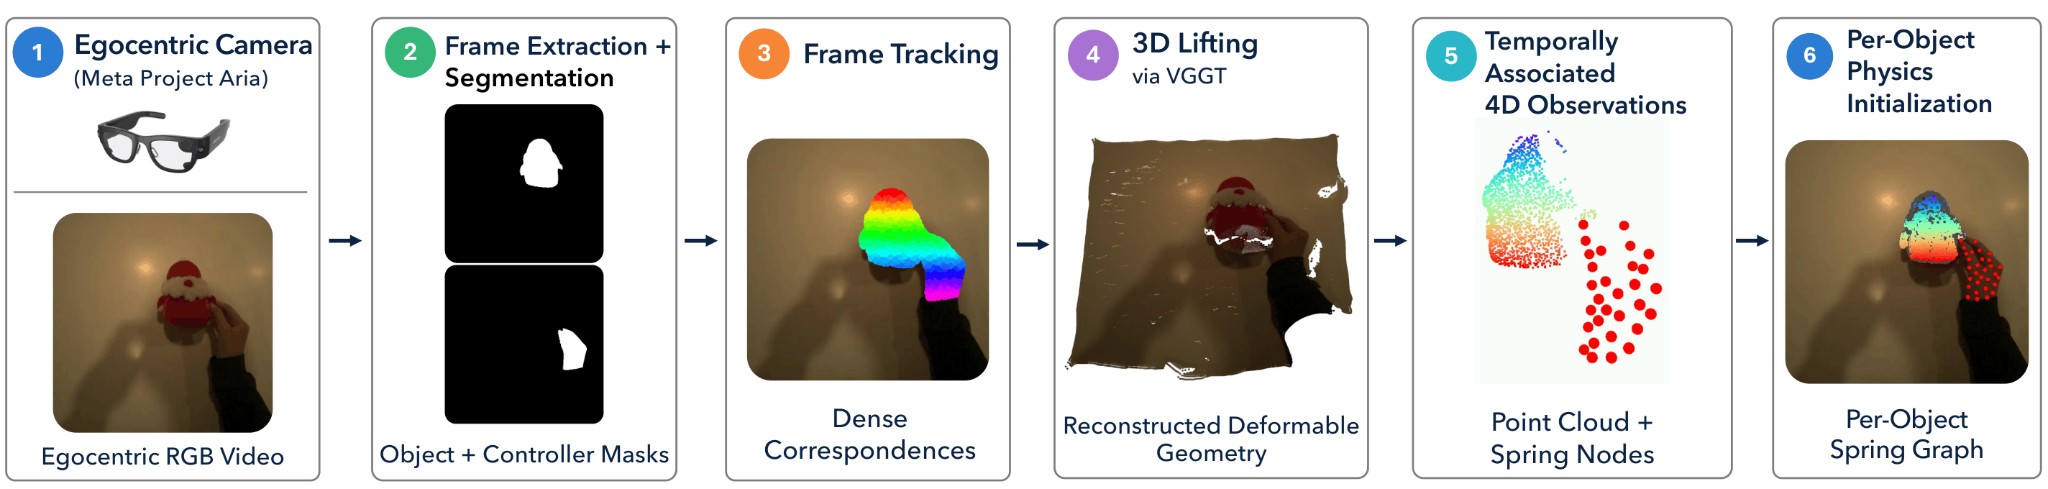 1
Egocentric Camera
(Meta Project Aria)
Egocentric RGB Video
2
Frame Extraction +
Segmentation
Object + Controller Masks
3
Frame Tracking
Dense
Correspondences
4
3D Lifting
via VGGT
Reconstructed Deformable
Geometry
5
Temporally
Associated
4D Observations
Point Cloud +
Spring Nodes
6
Per-Object
Physics
Initialization
Per-Object
Spring Graph